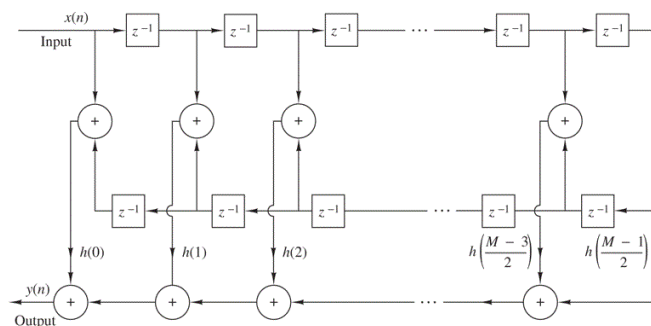 x(n)
Input
z⁻¹ z⁻¹ z⁻¹ ... z⁻¹ z⁻¹
+ + + +
z⁻¹ z⁻¹ z⁻¹ ... z⁻¹ z⁻¹
h(0) h(1) h(2) h((M − 3)/2) h((M − 1)/2)
y(n)
+ + + ... +
Output